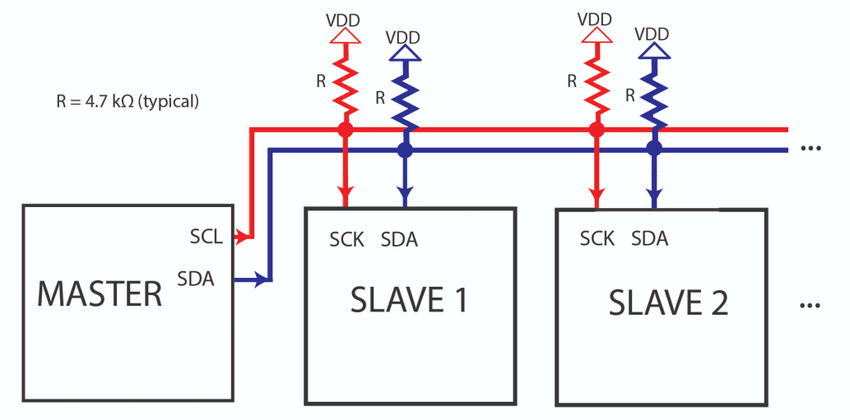 VDD
VDD
VDD
VDD
R
R
R
R
R = 4.7 kΩ (typical)
...
SCL
SDA
MASTER
SCK SDA
SLAVE 1
SCK SDA
SLAVE 2
...